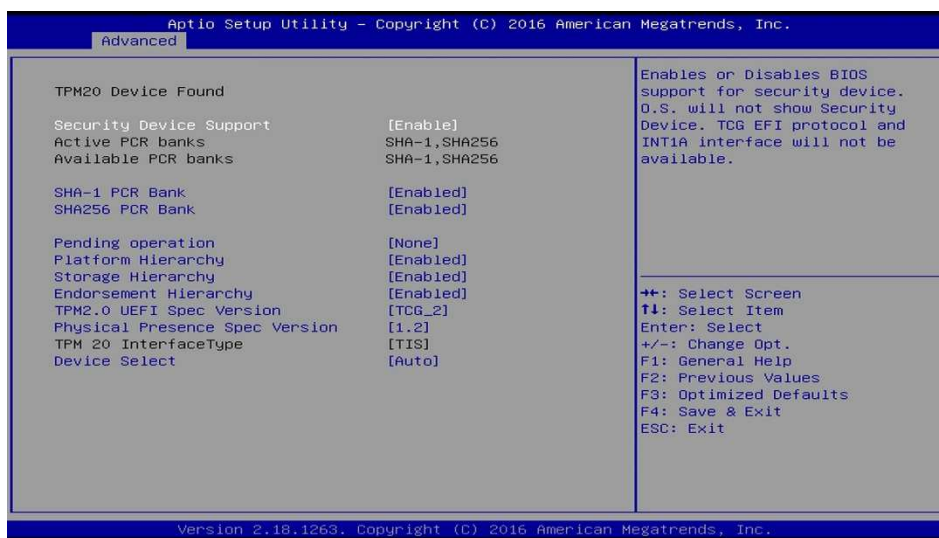 Aptio Setup Utility – Copyright (C) 2016 American Megatrends, Inc.
Advanced
TPM20 Device Found
Security Device Support [Enable]
Active PCR banks SHA-1,SHA256
Available PCR banks SHA-1,SHA256
SHA-1 PCR Bank [Enabled]
SHA256 PCR Bank [Enabled]
Pending operation [None]
Platform Hierarchy [Enabled]
Storage Hierarchy [Enabled]
Endorsement Hierarchy [Enabled]
TPM2.0 UEFI Spec Version [TCG_2]
Physical Presence Spec Version [1.2]
TPM 20 InterfaceType [TIS]
Device Select [Auto]
Enables or Disables BIOS
support for security device.
O.S. will not show Security
Device. TCG EFI protocol and
INT1A interface will not be
available.
→←: Select Screen
↑↓: Select Item
Enter: Select
+/-: Change Opt.
F1: General Help
F2: Previous Values
F3: Optimized Defaults
F4: Save & Exit
ESC: Exit
Version 2.18.1263. Copyright (C) 2016 American Megatrends, Inc.